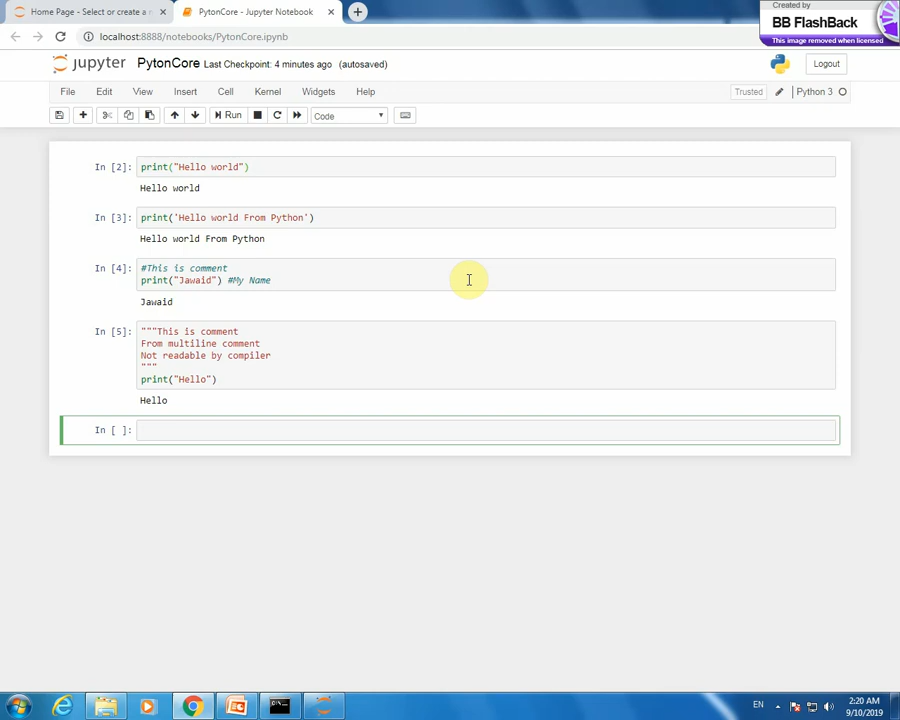 Home Page - Select or create a n
PytonCore - Jupyter Notebook
Created by
BB FlashBack
This image removed when licensed
localhost:8888/notebooks/PytonCore.ipynb
jupyter PytonCore Last Checkpoint: 4 minutes ago (autosaved)
Logout
File Edit View Insert Cell Kernel Widgets Help
Trusted Python 3
Run Code
In [2]: print("Hello world")
Hello world
In [3]: print('Hello world From Python')
Hello world From Python
In [4]: #This is comment
print("Jawaid") #My Name
Jawaid
In [5]: """This is comment
From multiline comment
Not readable by compiler
"""
print("Hello")
Hello
In [ ]:
EN 2:20 AM
9/10/2019